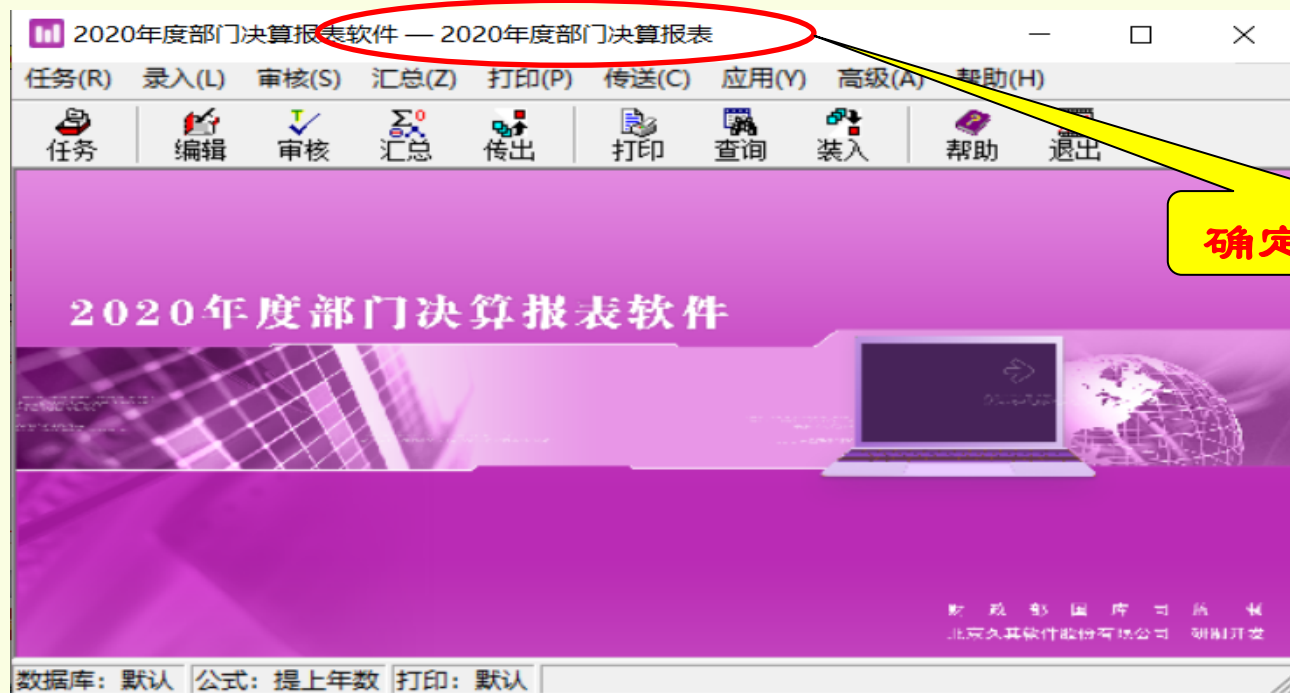 2020年度部门决算报表软件 — 2020年度部门决算报表
任务(R) 录入(L) 审核(S) 汇总(Z) 打印(P) 传送(C) 应用(Y) 高级(A) 帮助(H)
任务 编辑 审核 汇总 传出 打印 查询 装入 帮助 退出
确定
2020年度部门决算报表软件
财政部国库司 监制
北京久其软件股份有限公司 研制开发
数据库：默认 公式：提上年数 打印：默认